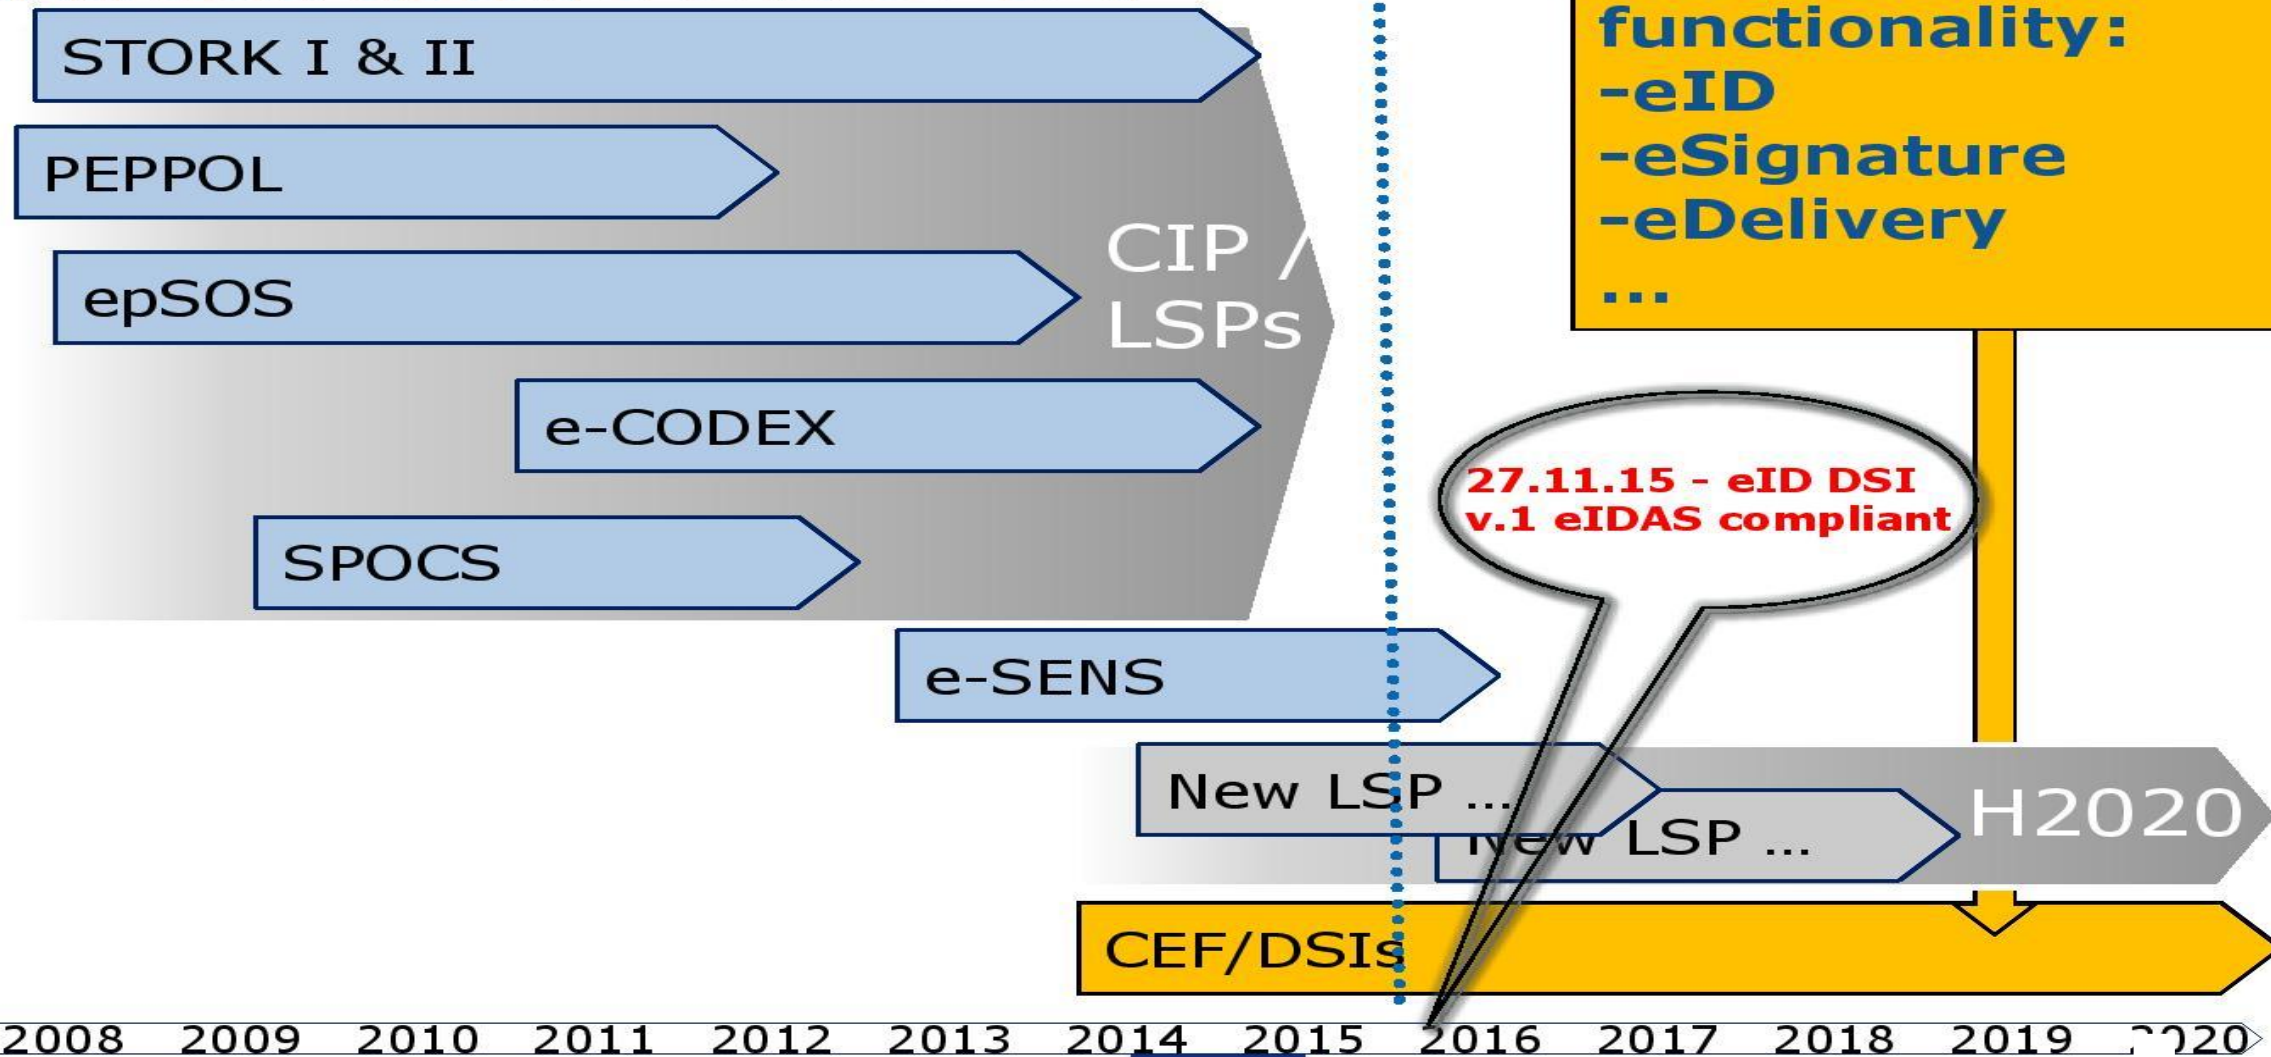 STORK I & II
PEPPOL
epSOS
e-CODEX
SPOCS
CIP /
LSPs
functionality:
-eID
-eSignature
-eDelivery
...
27.11.15 - eID DSI
v.1 eIDAS compliant
e-SENS
New LSP ...
New LSP ...
H2020
CEF/DSIs
2008 2009 2010 2011 2012 2013 2014 2015 2016 2017 2018 2019 2020